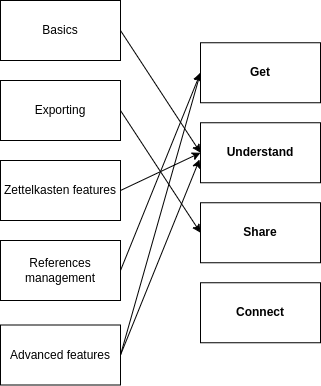 Basics
Exporting
Zettelkasten features
References
management
Advanced features
Get
Understand
Share
Connect